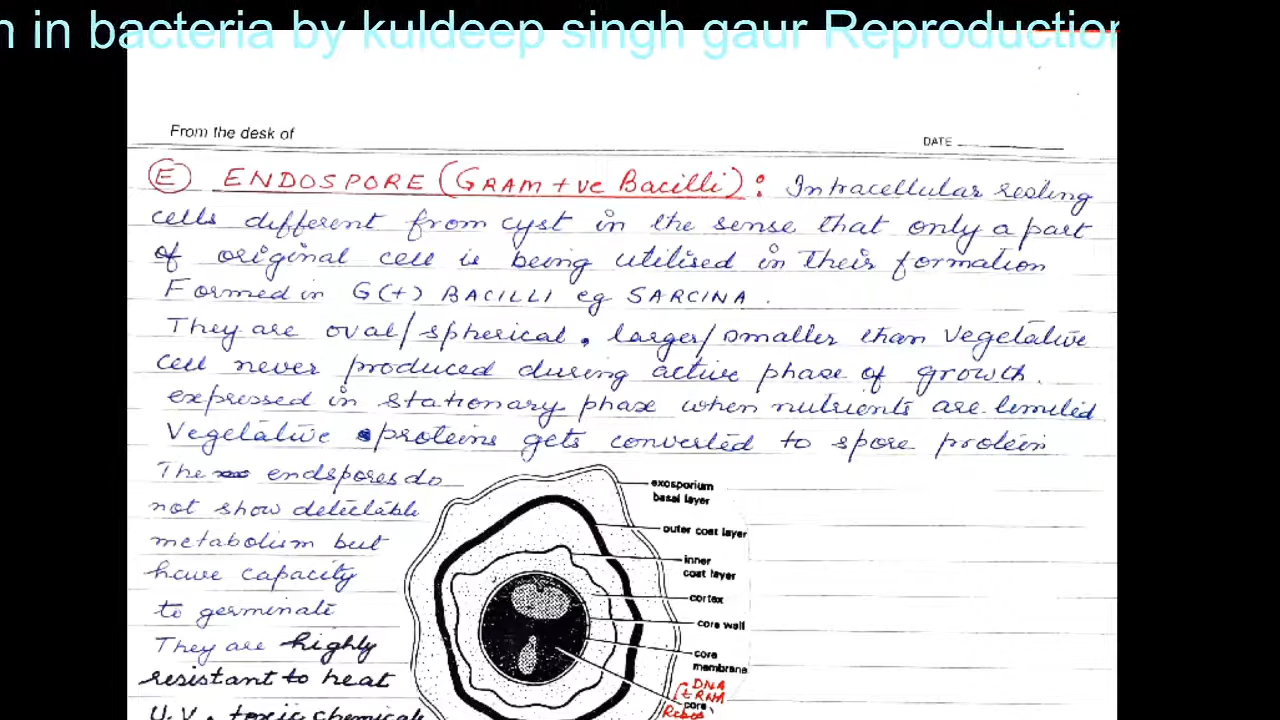 n in bacteria by kuldeep singh gaur Reproduction
From the desk of
DATE
E ENDOSPORE (GRAM +ve Bacilli) : Intracellular resting
cells different from cyst in the sense that only a part
of original cell is being utilised in their formation
Formed in G(+) BACILLI eg SARCINA .
They are oval/spherical . larger/smaller than vegetative
cell never produced during active phase of growth.
expressed in stationary phase when nutrients are limited
Vegetative proteins gets converted to spore protein
The endspores do
not show detectable
metabolism but
have capacity
to germinate
They are highly
resistant to heat
U.V. toxic chemicals
exosporium
basal layer
outer coat layer
inner
coat layer
cortex
core wall
core
membrane
DNA
+ RNA
core